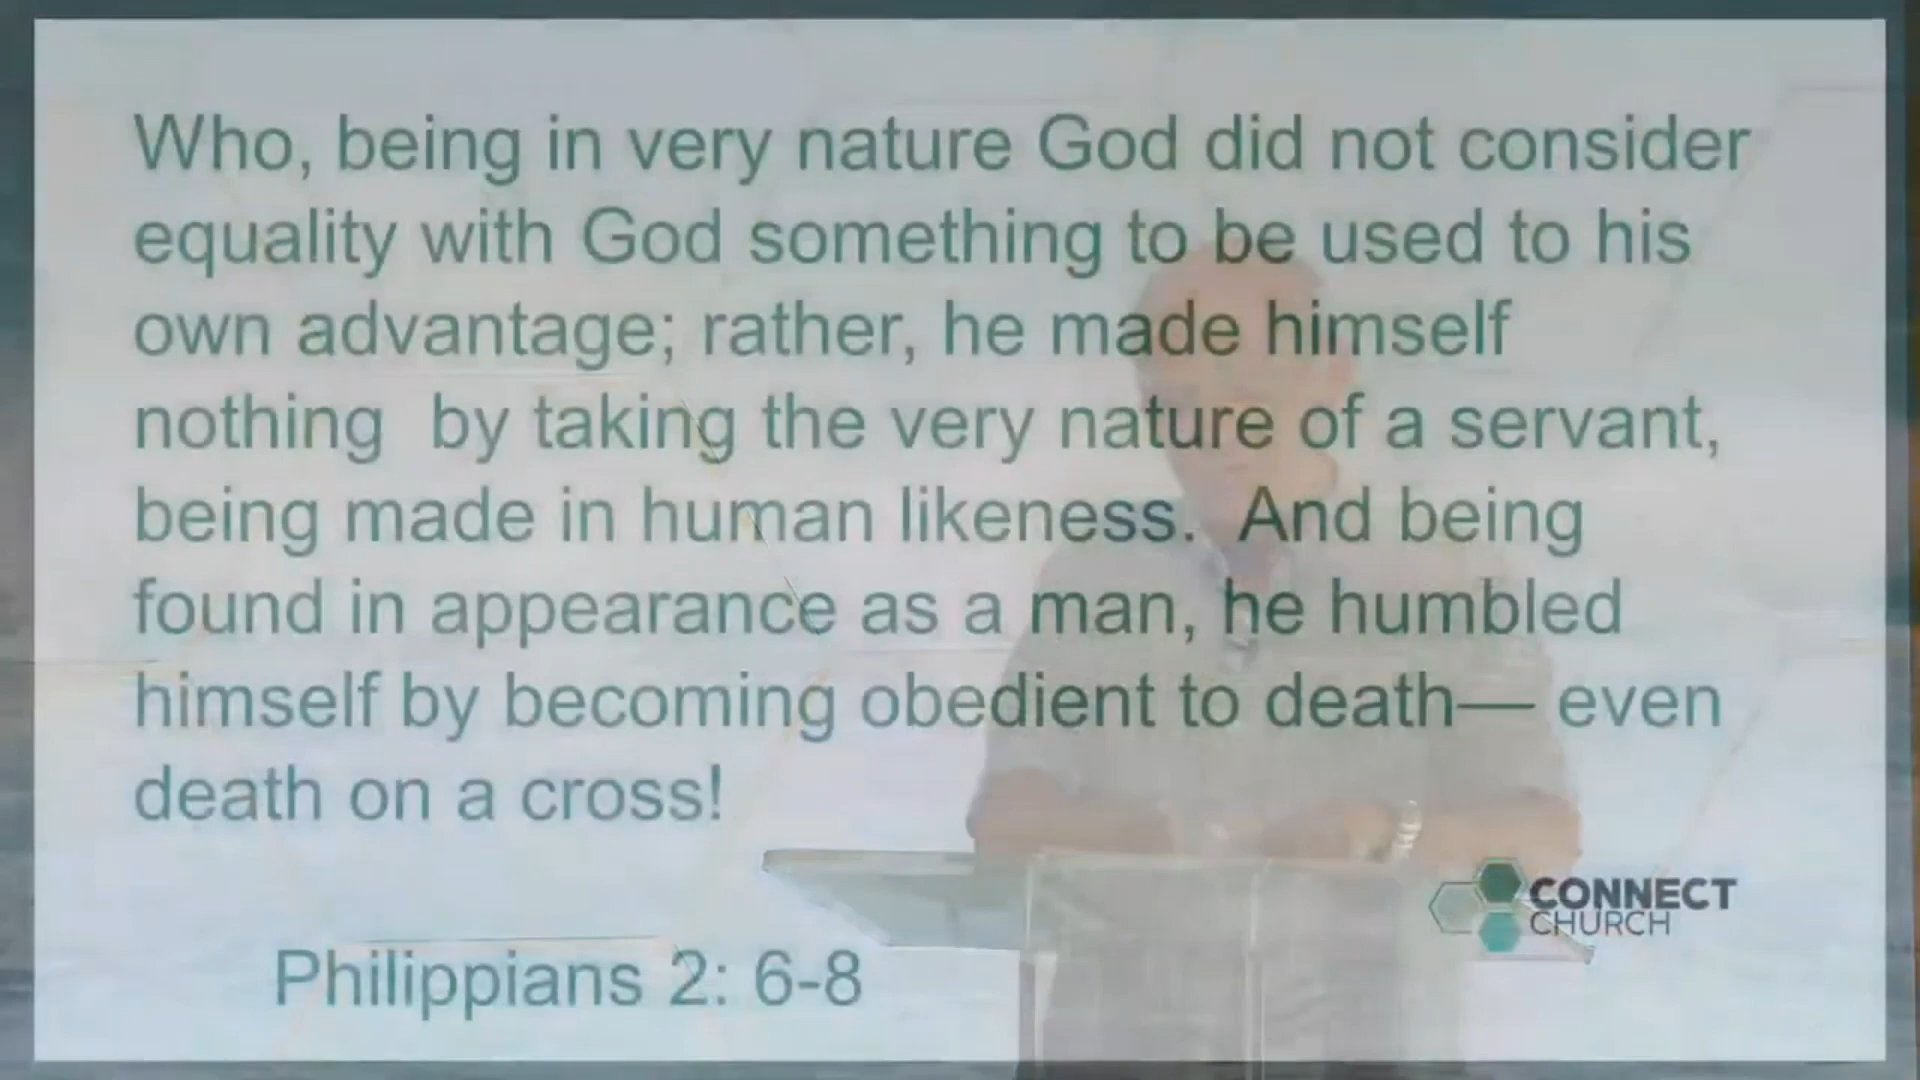 Who, being in very nature God did not consider
equality with God something to be used to his
own advantage; rather, he made himself
nothing  by taking the very nature of a servant,
being made in human likeness.  And being
found in appearance as a man, he humbled
himself by becoming obedient to death— even
death on a cross!
Philippians 2: 6-8
CONNECT
CHURCH